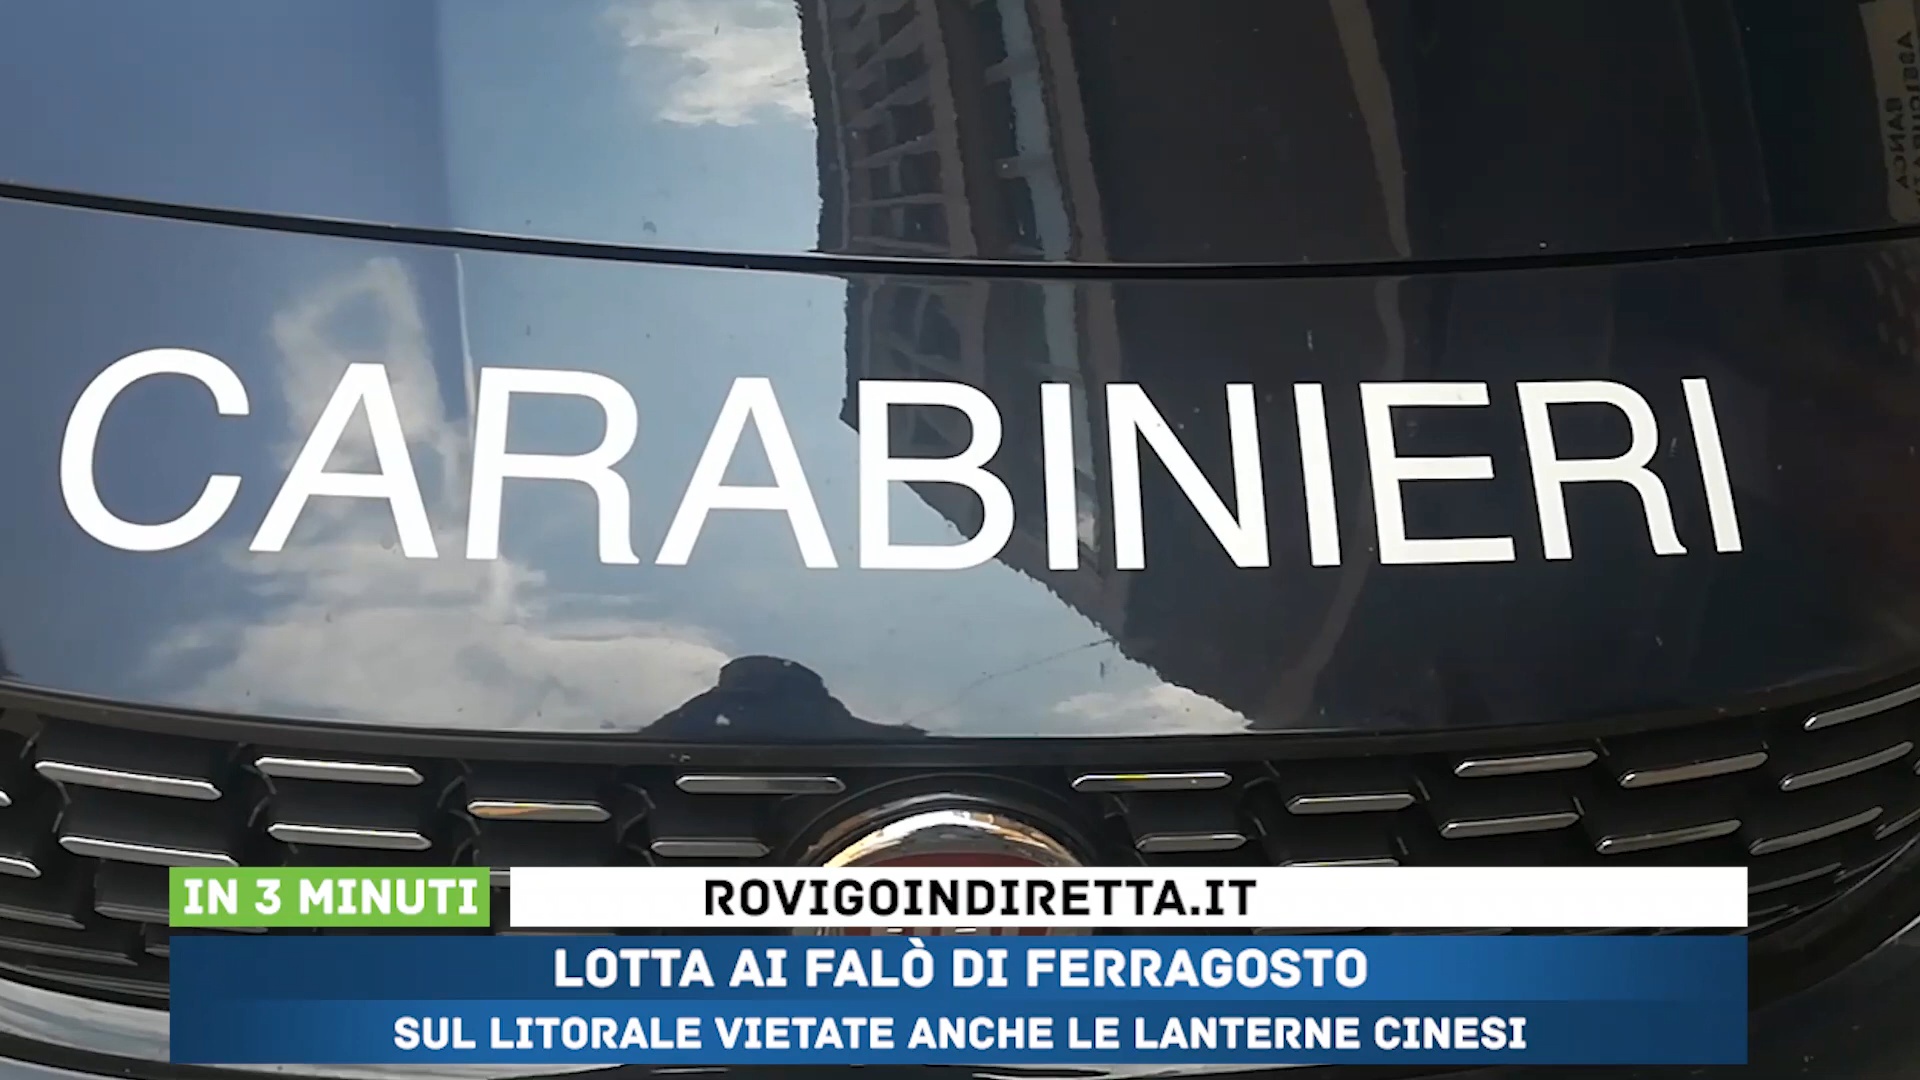 CARABINIERI
IN 3 MINUTI
ROVIGOINDIRETTA.IT
LOTTA AI FALÒ DI FERRAGOSTO
SUL LITORALE VIETATE ANCHE LE LANTERNE CINESI